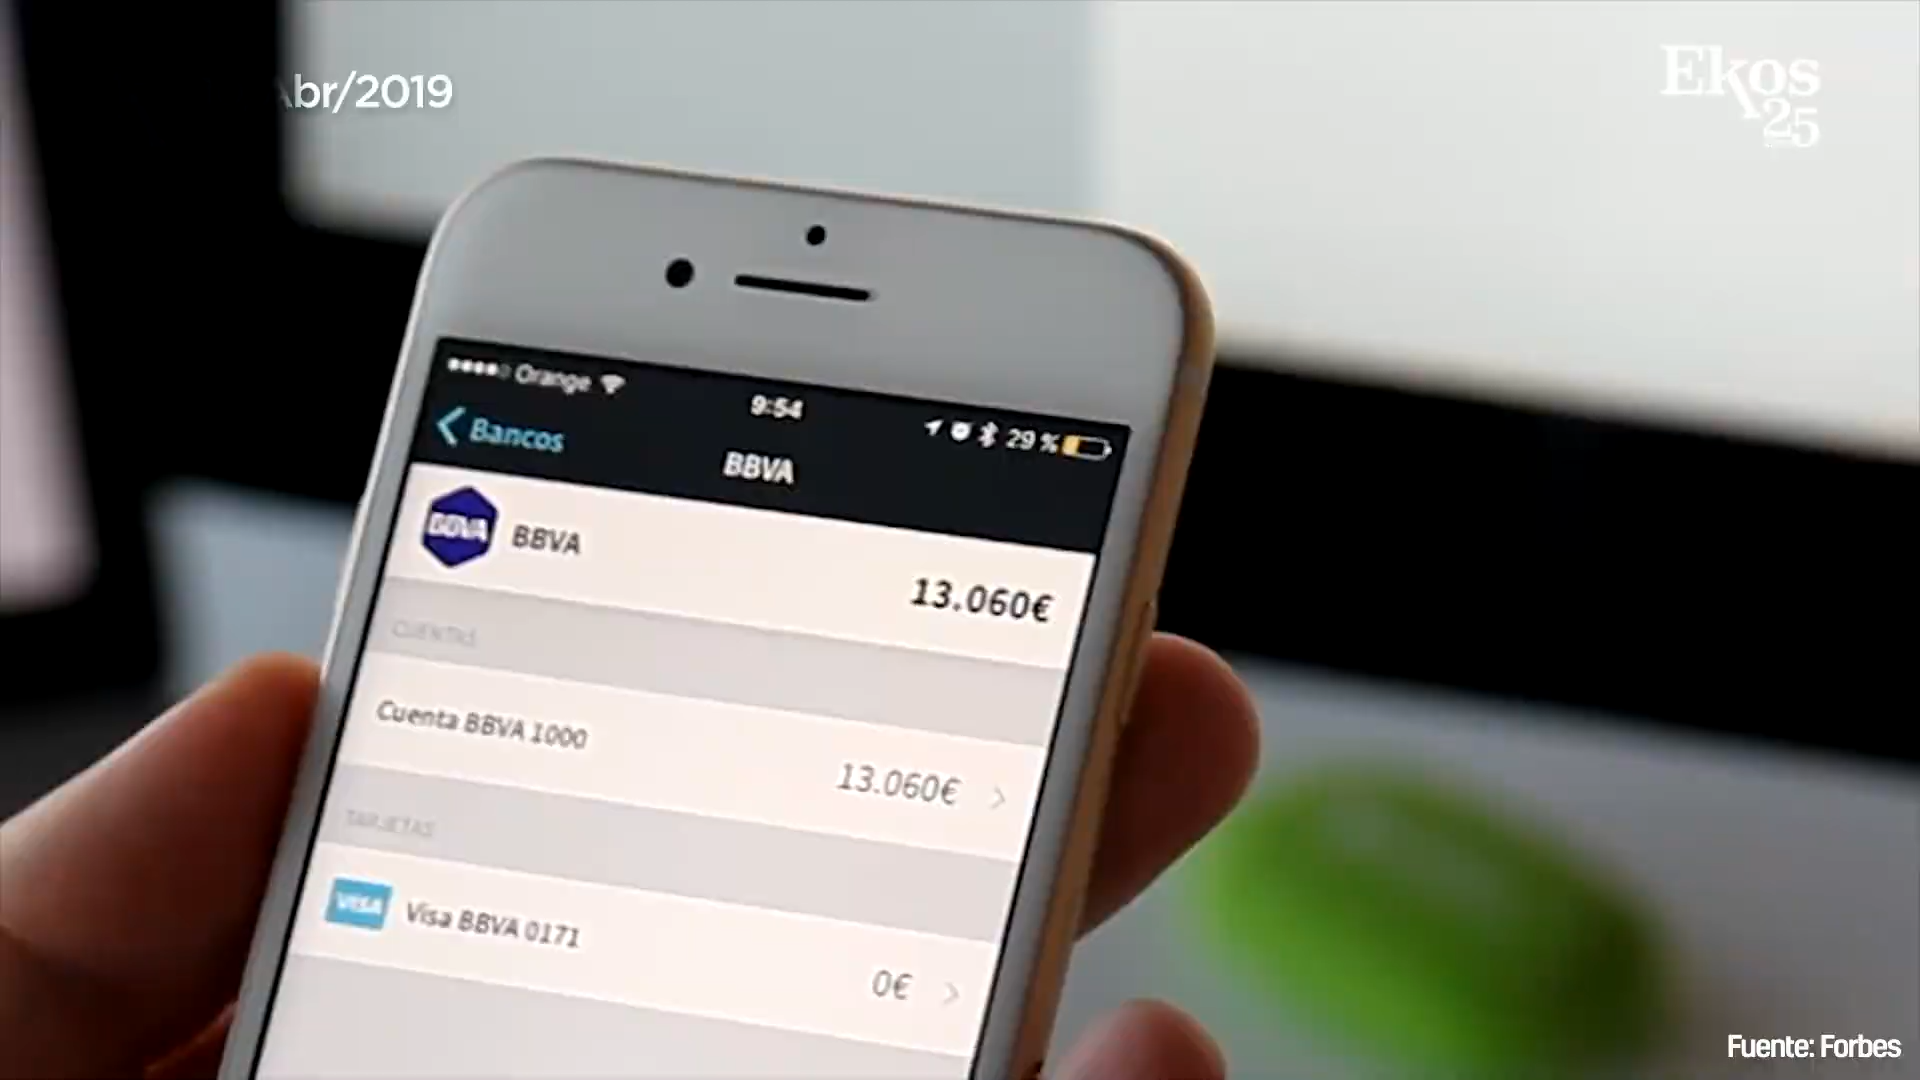 Abr/2019
Ekos
25
Orange
9:54
29 %
Bancos
BBVA
BBVA
BBVA
13.060€
CUENTAS
Cuenta BBVA 1000
13.060€
TARJETAS
VISA
Visa BBVA 0171
0€
Fuente: Forbes